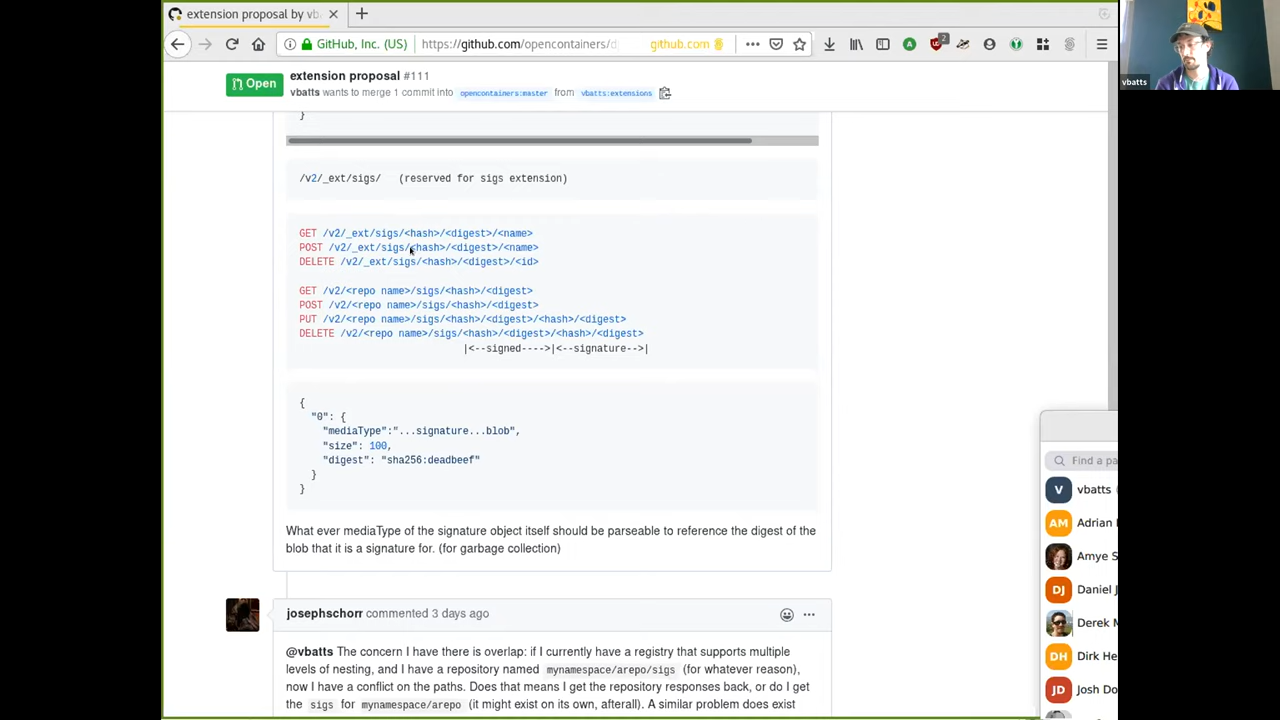 extension proposal by vb
GitHub, Inc. (US)
https://github.com/opencontainers/d
github.com
2
Open
extension proposal #111
vbatts wants to merge 1 commit into opencontainers:master from vbatts:extensions
vbatts
}
/v2/_ext/sigs/ (reserved for sigs extension)
GET /v2/_ext/sigs/<hash>/<digest>/<name>
POST /v2/_ext/sigs/<hash>/<digest>/<name>
DELETE /v2/_ext/sigs/<hash>/<digest>/<id>
GET /v2/<repo name>/sigs/<hash>/<digest>
POST /v2/<repo name>/sigs/<hash>/<digest>
PUT /v2/<repo name>/sigs/<hash>/<digest>/<hash>/<digest>
DELETE /v2/<repo name>/sigs/<hash>/<digest>/<hash>/<digest>
|<--signed---->|<--signature-->|
{
"0": {
"mediaType":"...signature...blob",
"size": 100,
"digest": "sha256:deadbeef"
}
}
What ever mediaType of the signature object itself should be parseable to reference the digest of the
blob that it is a signature for. (for garbage collection)
josephschorr commented 3 days ago
@vbatts The concern I have there is overlap: if I currently have a registry that supports multiple
levels of nesting, and I have a repository named mynamespace/arepo/sigs (for whatever reason),
now I have a conflict on the paths. Does that means I get the repository responses back, or do I get
the sigs for mynamespace/arepo (it might exist on its own, afterall). A similar problem does exist
Find a pa
V vbatts (
AM Adrian
Amye S
DJ Daniel J
Derek M
DH Dirk He
JD Josh Do